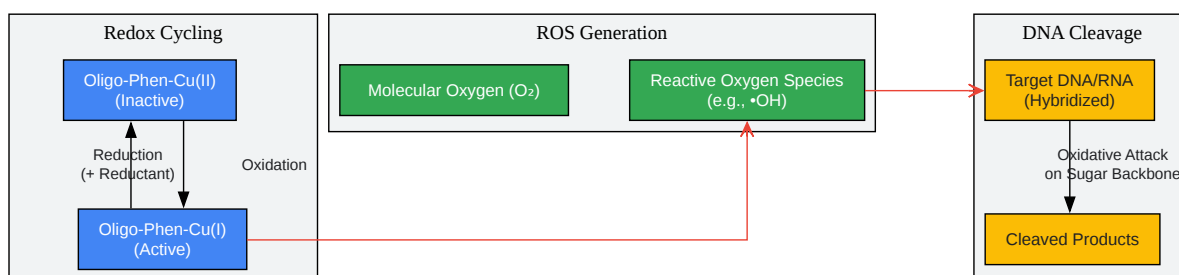 Redox Cycling
Oligo-Phen-Cu(II)
(Inactive)
Reduction
(+ Reductant)
Oxidation
Oligo-Phen-Cu(I)
(Active)
ROS Generation
Molecular Oxygen (O₂)
Reactive Oxygen Species
(e.g., •OH)
DNA Cleavage
Target DNA/RNA
(Hybridized)
Oxidative Attack
on Sugar Backbone
Cleaved Products